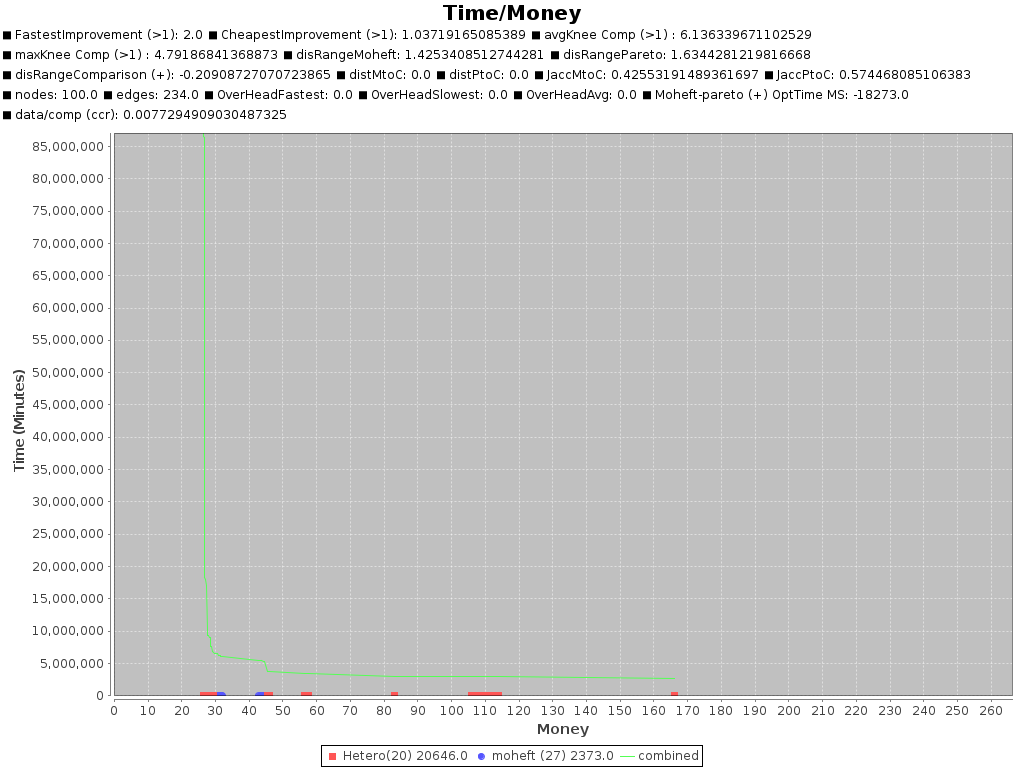 Time/Money
■ FastestImprovement (>1): 2.0 ■ CheapestImprovement (>1): 1.03719165085389 ■ avgKnee Comp (>1) : 6.136339671102529
■ maxKnee Comp (>1) : 4.79186841368873 ■ disRangeMoheft: 1.4253408512744281 ■ disRangePareto: 1.6344281219816668
■ disRangeComparison (+): -0.20908727070723865 ■ distMtoC: 0.0 ■ distPtoC: 0.0 ■ JaccMtoC: 0.42553191489361697 ■ JaccPtoC: 0.574468085106383
■ nodes: 100.0 ■ edges: 234.0 ■ OverHeadFastest: 0.0 ■ OverHeadSlowest: 0.0 ■ OverHeadAvg: 0.0 ■ Moheft-pareto (+) OptTime MS: -18273.0
■ data/comp (ccr): 0.0077294909030487325
85,000,000
80,000,000
75,000,000
70,000,000
65,000,000
60,000,000
55,000,000
50,000,000
45,000,000
40,000,000
35,000,000
30,000,000
25,000,000
20,000,000
15,000,000
10,000,000
5,000,000
0
Time (Minutes)
0 10 20 30 40 50 60 70 80 90 100 110 120 130 140 150 160 170 180 190 200 210 220 230 240 250 260
Money
Hetero(20) 20646.0 moheft (27) 2373.0 combined